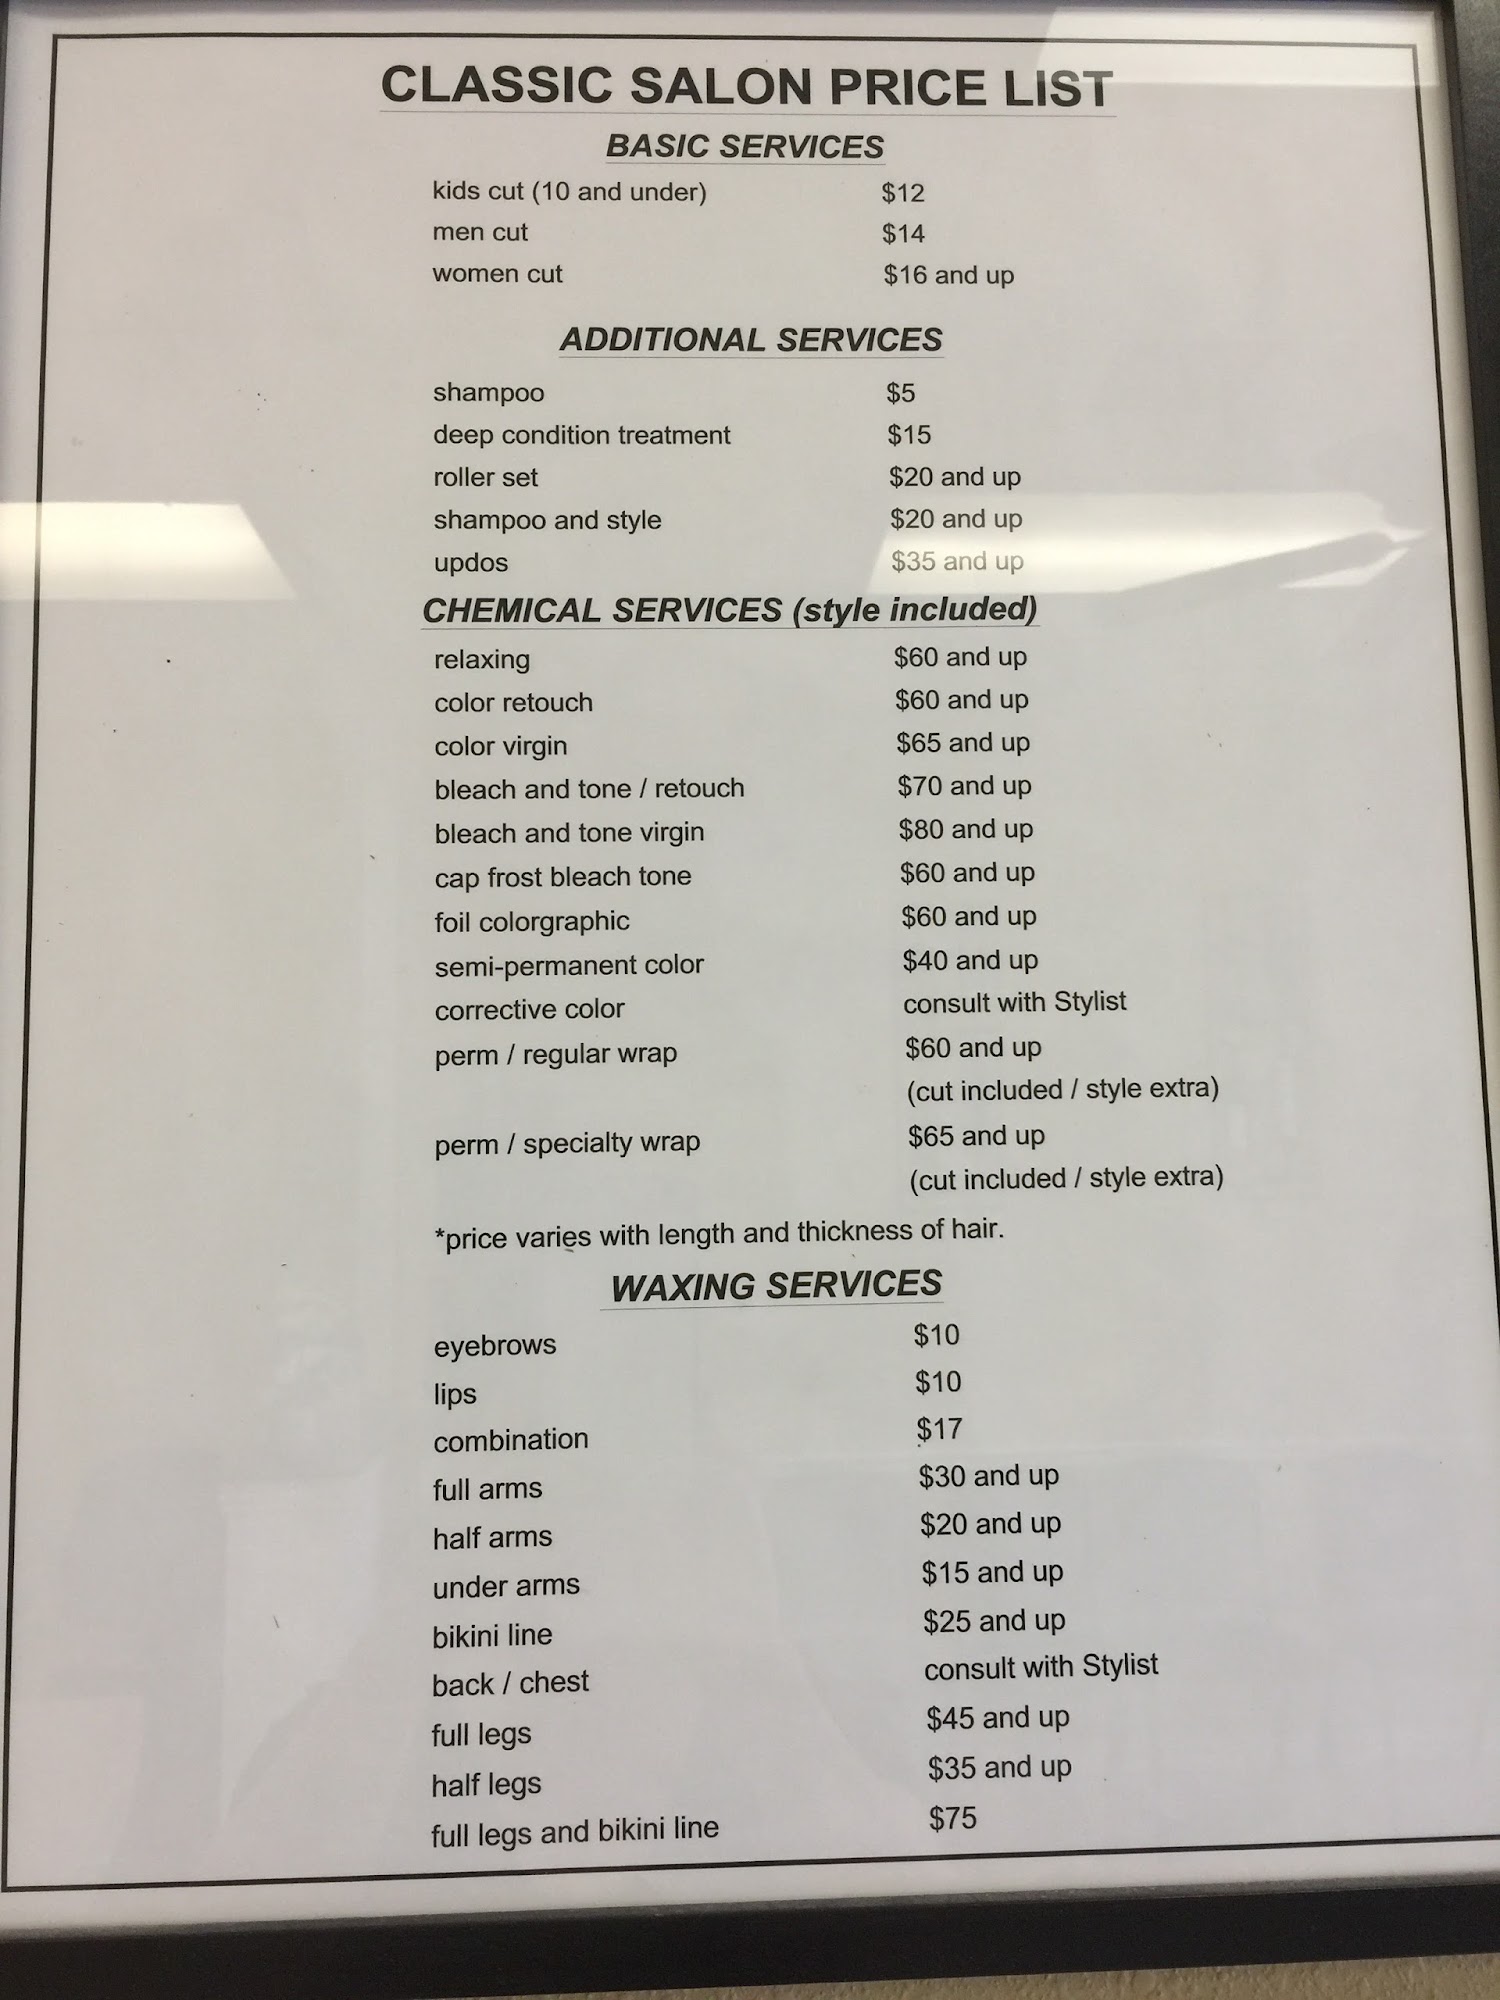 CLASSIC SALON PRICE LIST
BASIC SERVICES
kids cut (10 and under) $12
men cut $14
women cut $16 and up
ADDITIONAL SERVICES
shampoo $5
deep condition treatment $15
roller set $20 and up
shampoo and style $20 and up
updos $35 and up
CHEMICAL SERVICES (style included)
relaxing $60 and up
color retouch $60 and up
color virgin $65 and up
bleach and tone / retouch $70 and up
bleach and tone virgin $80 and up
cap frost bleach tone $60 and up
foil colorgraphic $60 and up
semi-permanent color $40 and up
corrective color consult with Stylist
perm / regular wrap $60 and up
(cut included / style extra)
perm / specialty wrap $65 and up
(cut included / style extra)
*price varies with length and thickness of hair.
WAXING SERVICES
eyebrows $10
lips $10
combination $17
full arms $30 and up
half arms $20 and up
under arms $15 and up
bikini line $25 and up
back / chest consult with Stylist
full legs $45 and up
half legs $35 and up
full legs and bikini line $75